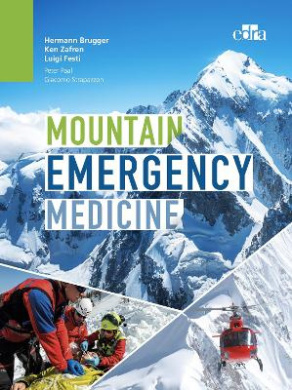 Hermann Brugger
Ken Zafren
Luigi Festi
Peter Paal
Giacomo Strapazzon
edra
MOUNTAIN
EMERGENCY
MEDICINE